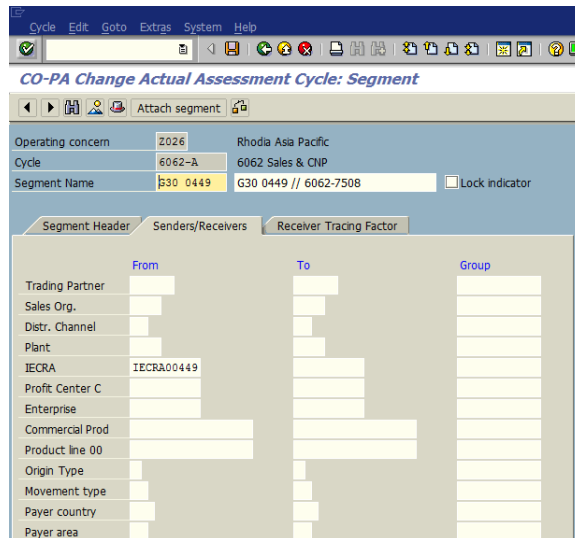 Cycle Edit Goto Extras System Help
CO-PA Change Actual Assessment Cycle: Segment
Attach segment
Operating concern Z026 Rhodia Asia Pacific
Cycle 6062-A 6062 Sales & CNP
Segment Name G30 0449 G30 0449 // 6062-7508 Lock indicator
Segment Header Senders/Receivers Receiver Tracing Factor
From To Group
Trading Partner
Sales Org.
Distr. Channel
Plant
IECRA IECRA00449
Profit Center C
Enterprise
Commercial Prod
Product line 00
Origin Type
Movement type
Payer country
Payer area